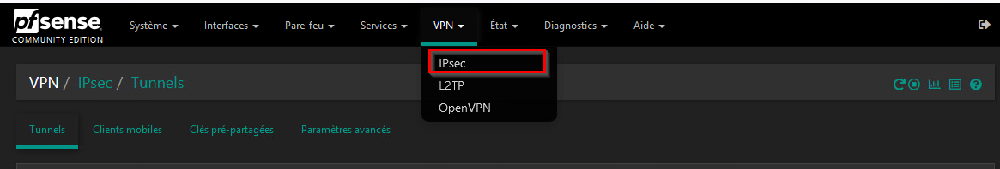 pfsense
COMMUNITY EDITION
Système Interfaces Pare-feu Services VPN État Diagnostics Aide
IPsec
L2TP
OpenVPN
VPN / IPsec / Tunnels
Tunnels Clients mobiles Clés pré-partagées Paramètres avancés